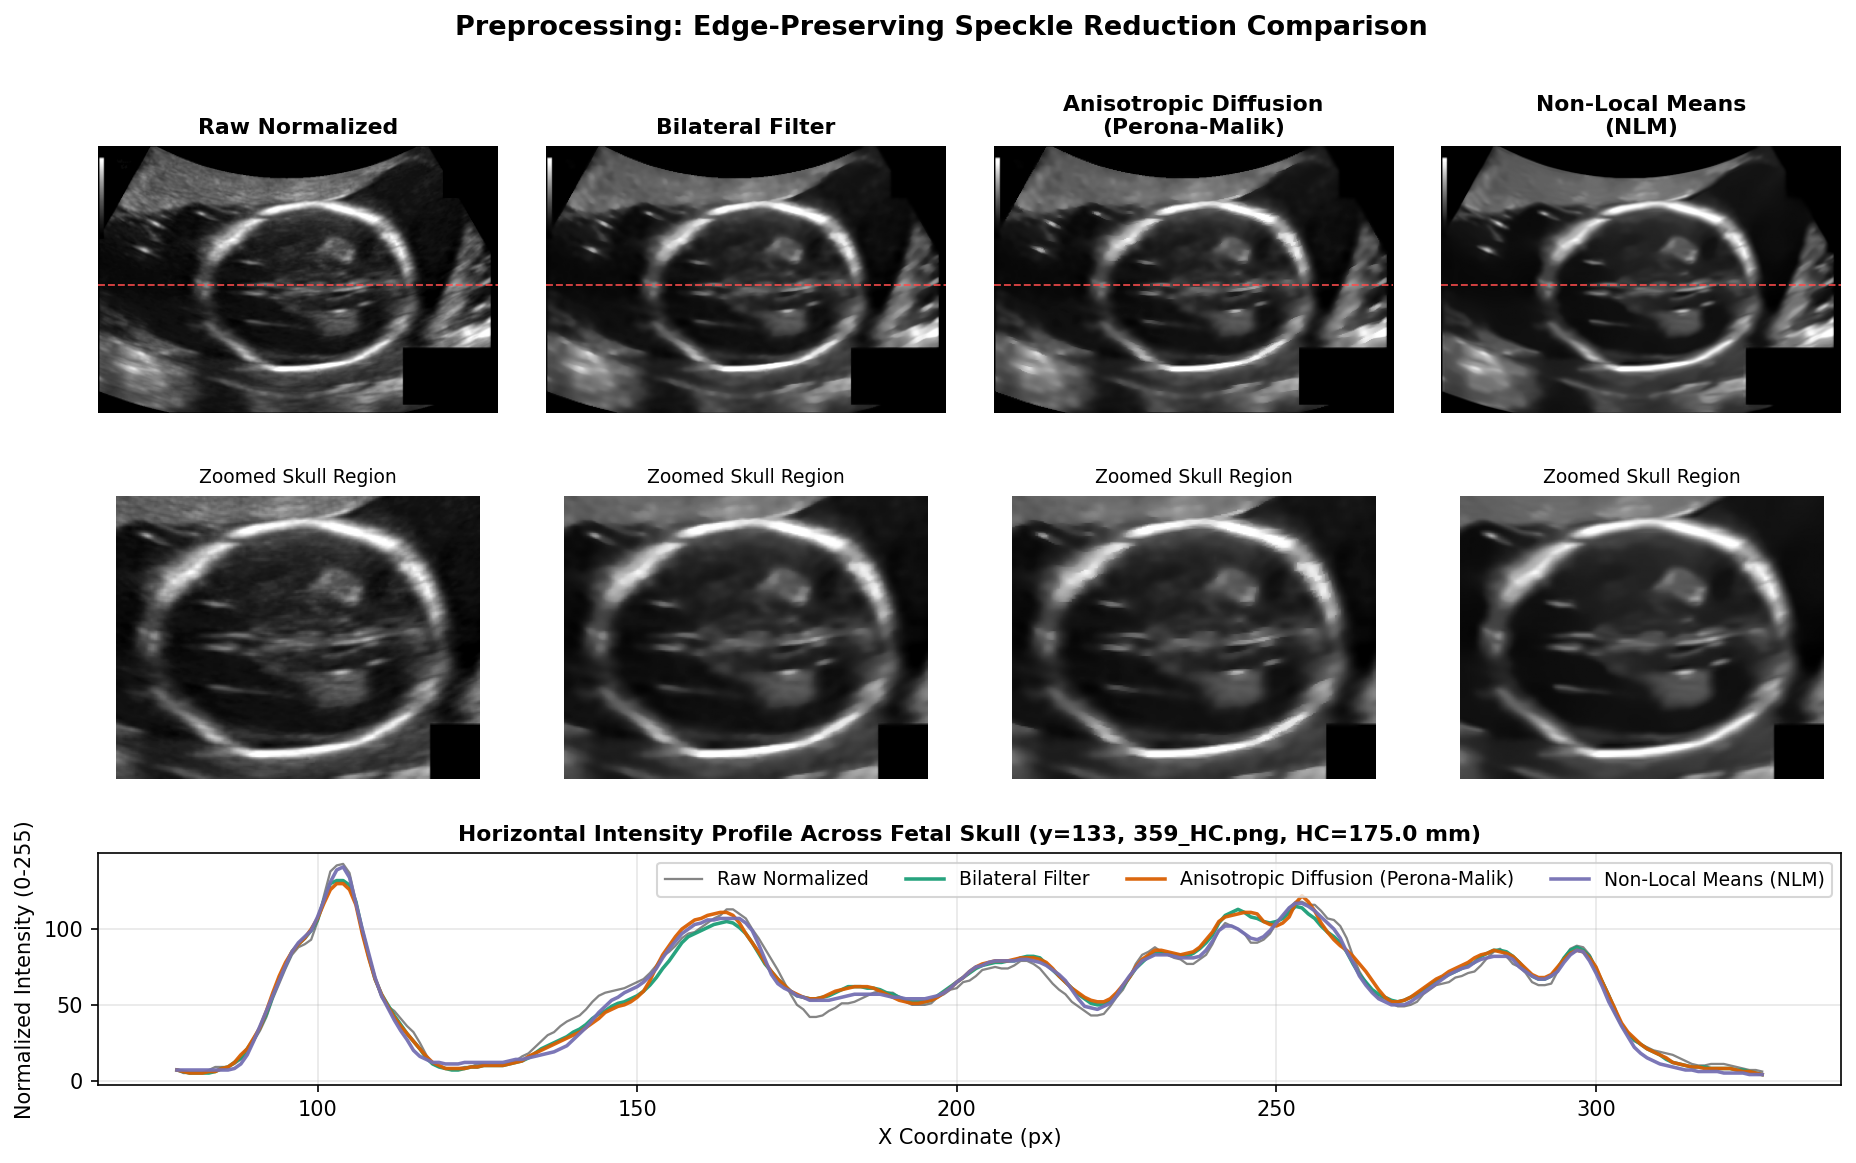 Preprocessing: Edge-Preserving Speckle Reduction Comparison
Raw Normalized
Bilateral Filter
Anisotropic Diffusion
(Perona-Malik)
Non-Local Means
(NLM)
Zoomed Skull Region
Zoomed Skull Region
Zoomed Skull Region
Zoomed Skull Region
Horizontal Intensity Profile Across Fetal Skull (y=133, 359_HC.png, HC=175.0 mm)
Normalized Intensity (0-255)
Raw Normalized
Bilateral Filter
Anisotropic Diffusion (Perona-Malik)
Non-Local Means (NLM)
100
50
0
100
150
200
250
300
X Coordinate (px)